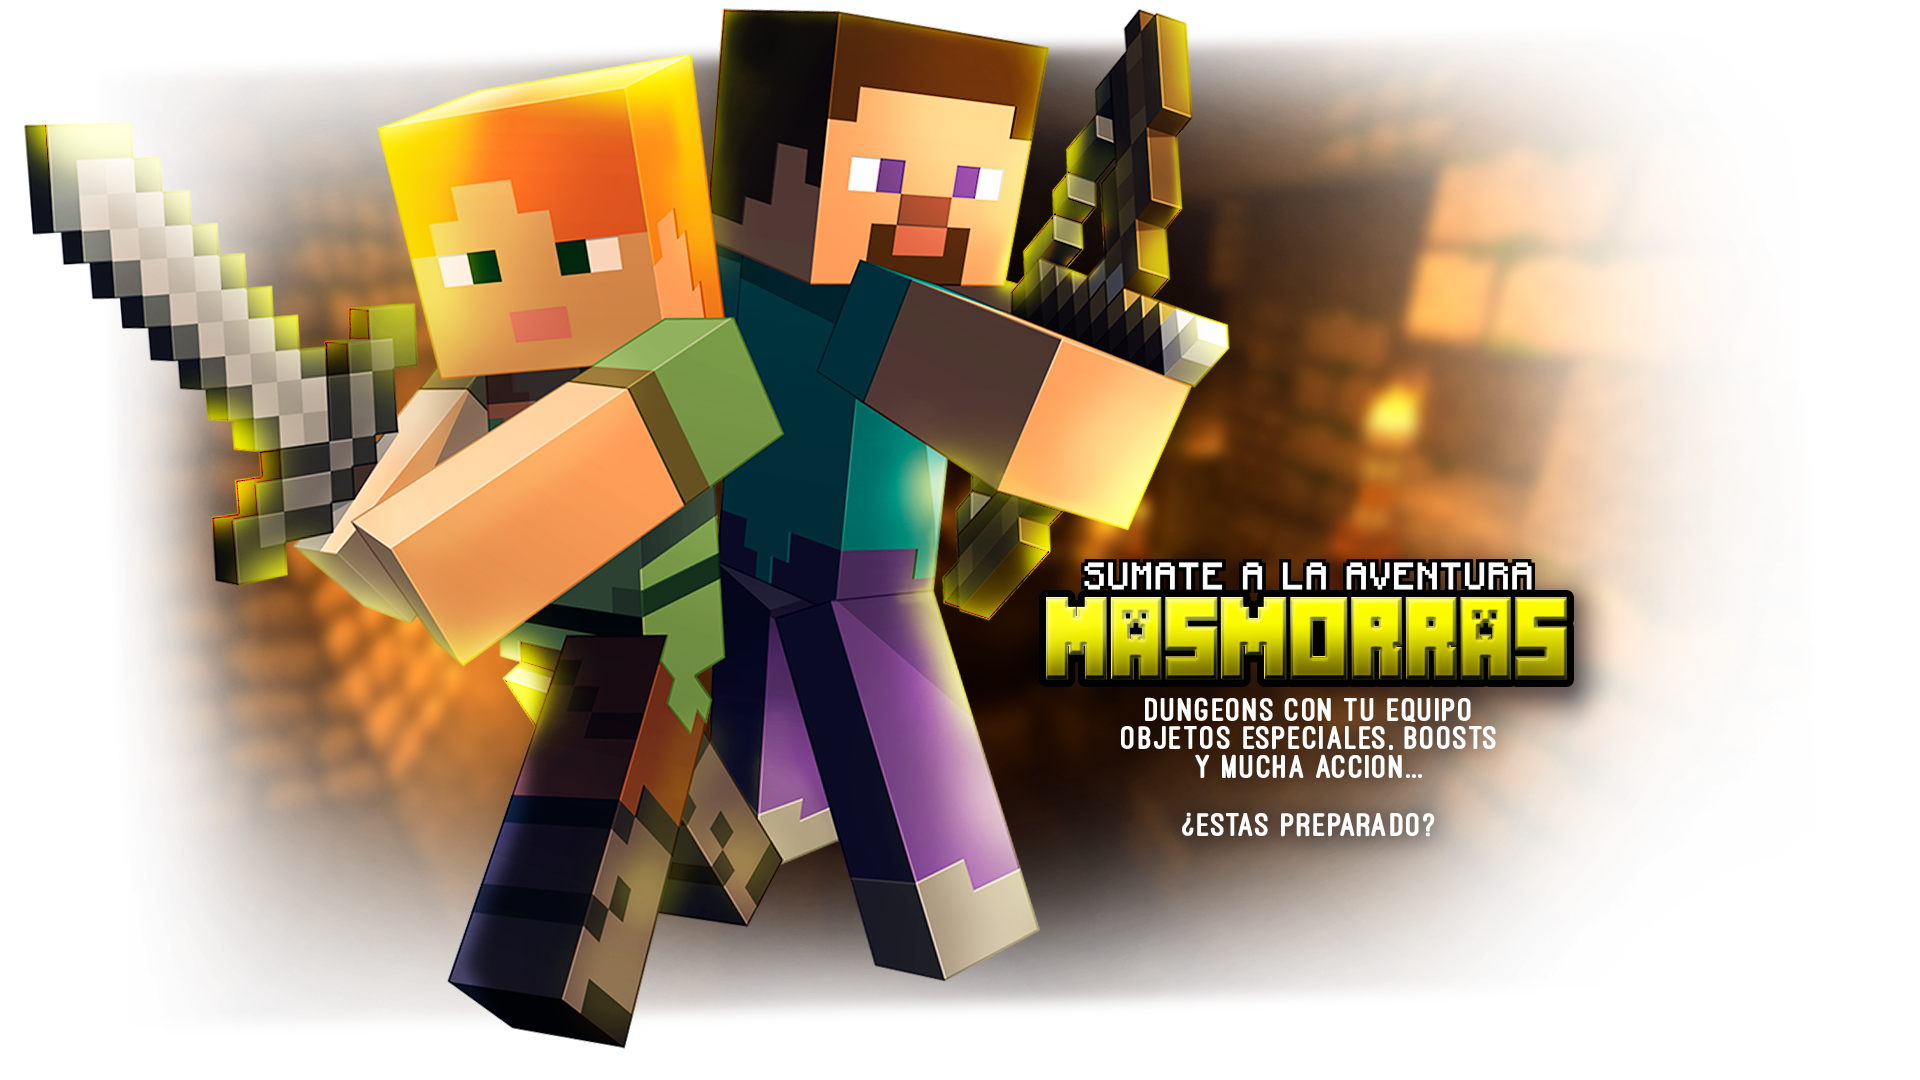 SUMATE A LA AVENTURA
MASMORRAS
DUNGEONS CON TU EQUIPO
OBJETOS ESPECIALES, BOOSTS
Y MUCHA ACCION...
¿ESTAS PREPARADO?